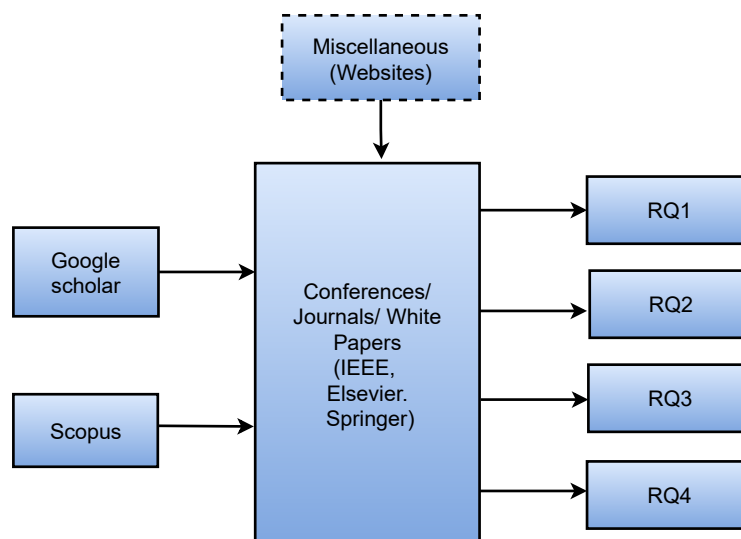 Miscellaneous
(Websites)
Google
scholar
Scopus
Conferences/
Journals/ White
Papers
(IEEE,
Elsevier.
Springer)
RQ1
RQ2
RQ3
RQ4